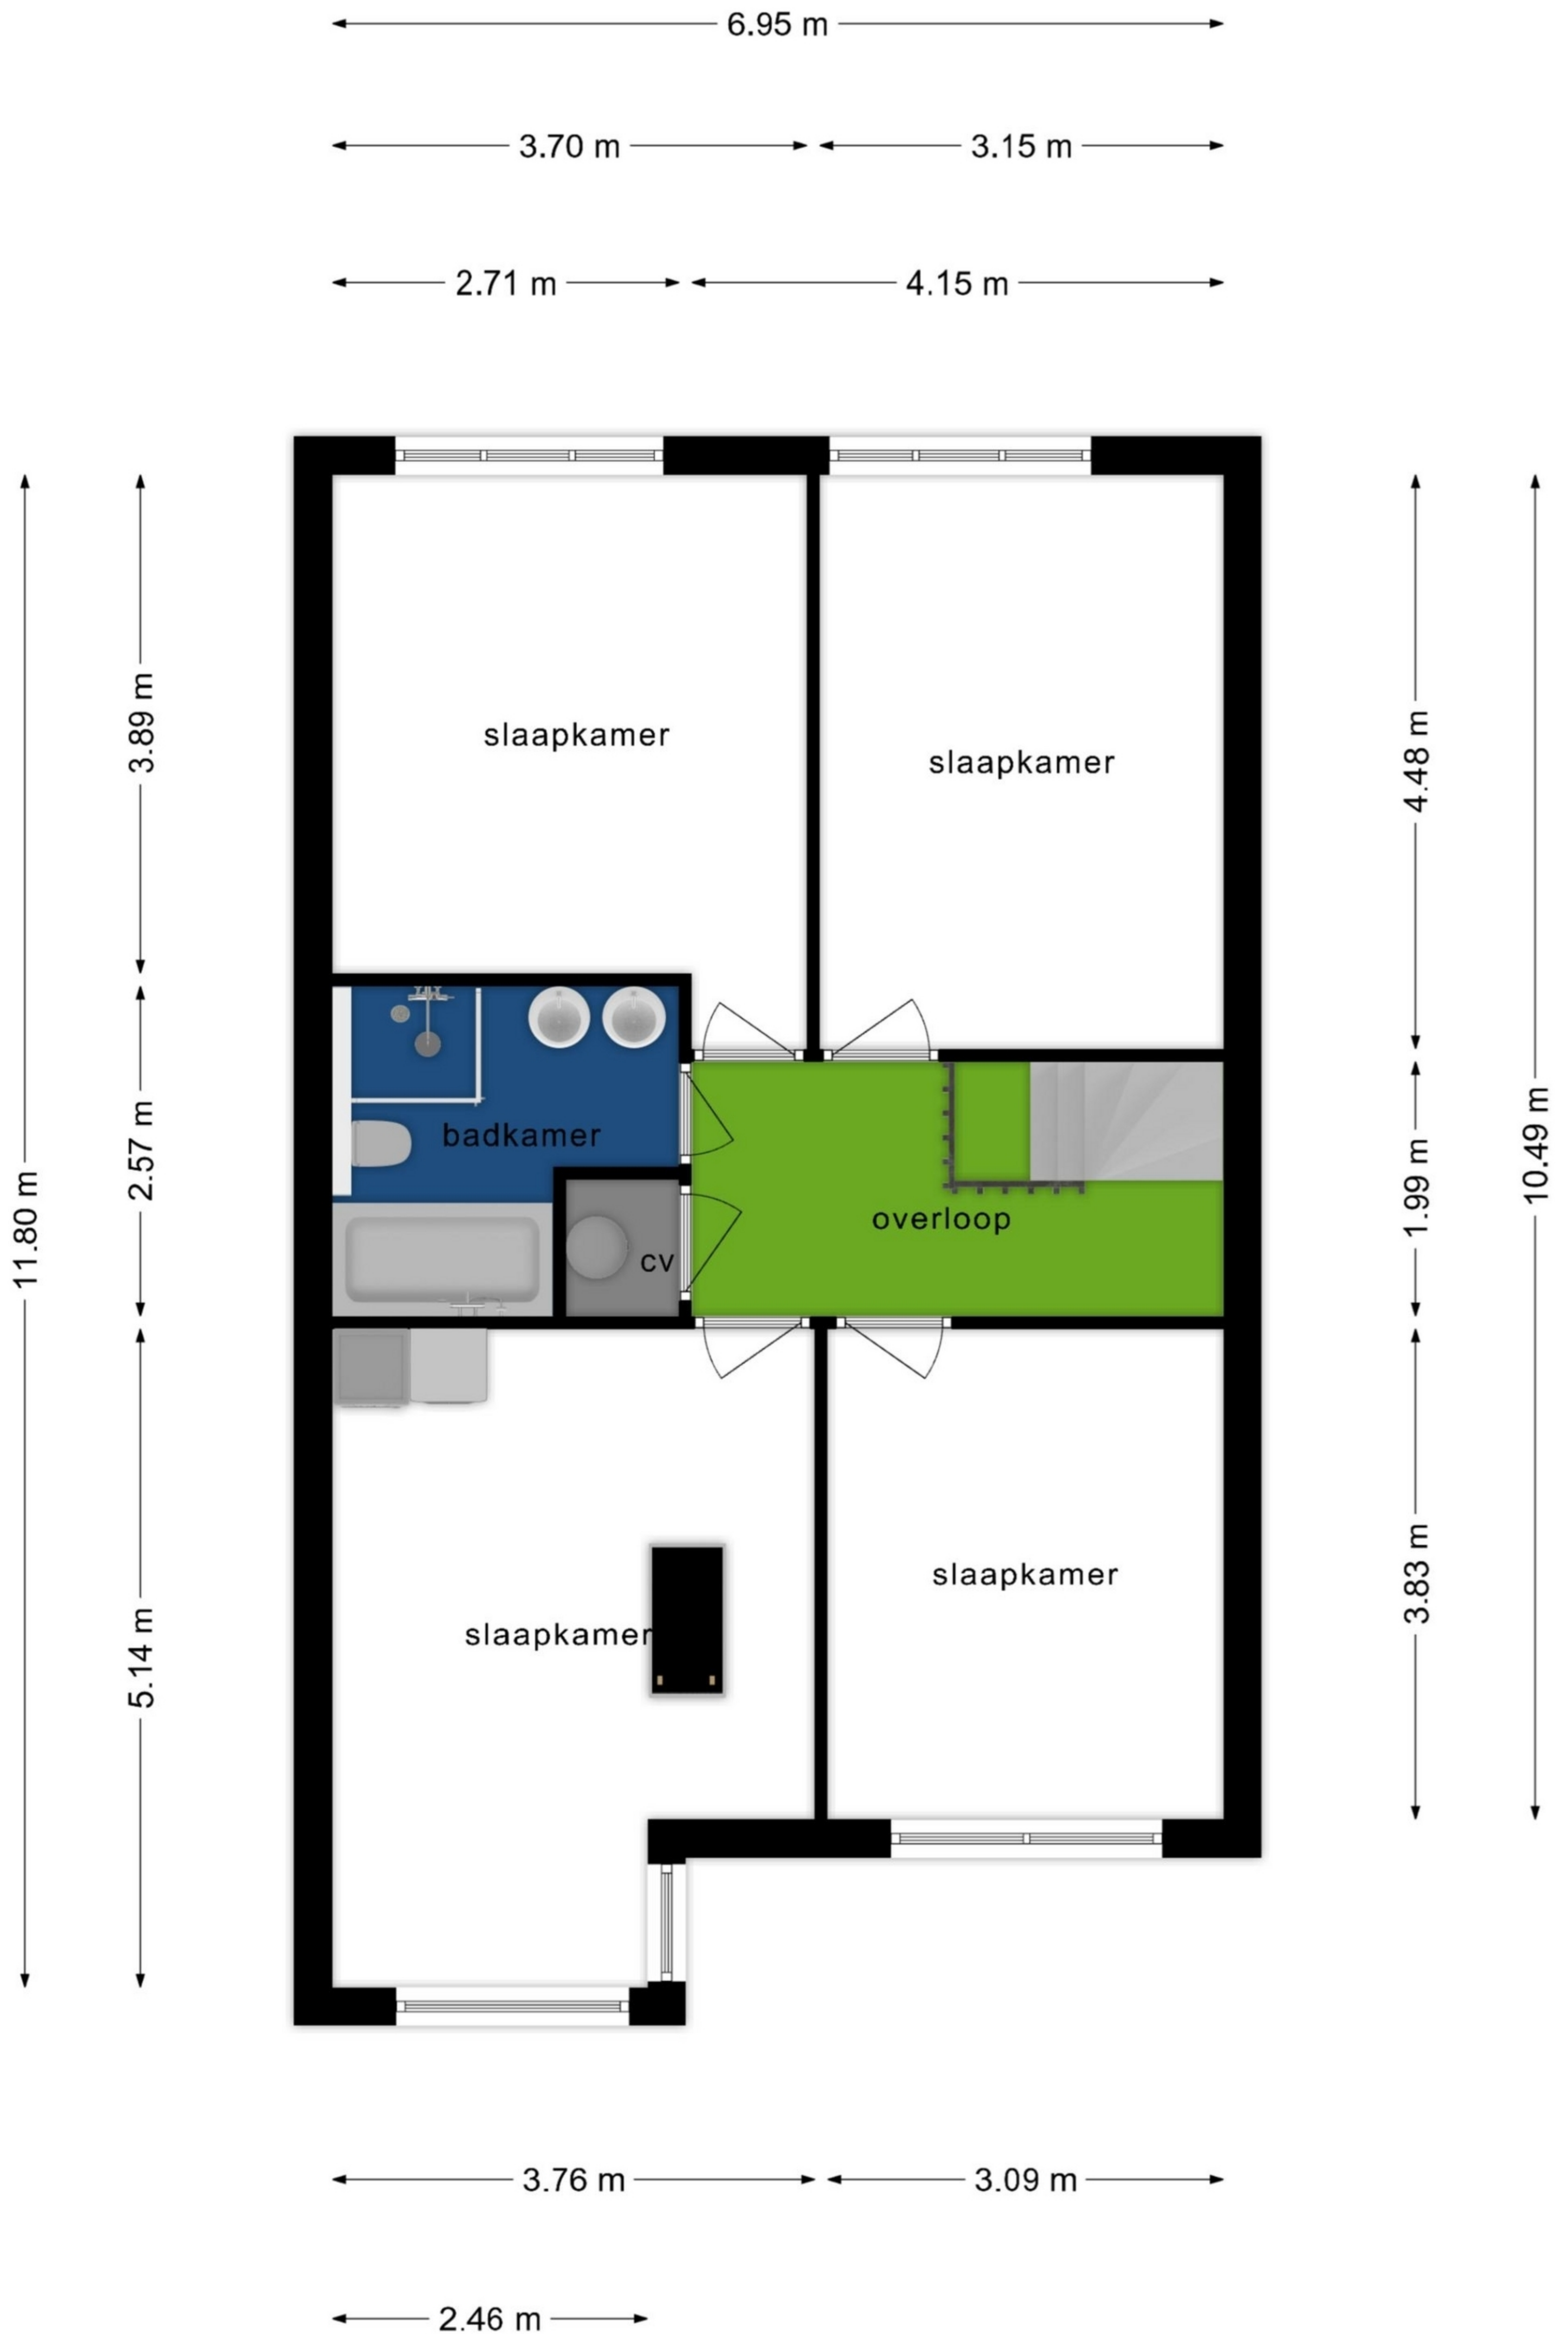 6.95 m
3.70 m
3.15 m
2.71 m
4.15 m
3.89 m
4.48 m
slaapkamer
slaapkamer
2.57 m
badkamer
11.80 m
1.99 m
10.49 m
overloop
cv
5.14 m
3.83 m
slaapkamer
slaapkamer
3.76 m
3.09 m
2.46 m